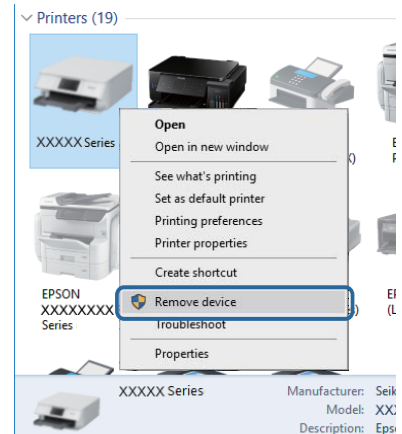 Printers (19)
XXXXX Series
Open
Open in new window
See what's printing
Set as default printer
Printing preferences
Printer properties
Create shortcut
Remove device
Troubleshoot
Properties
EPSON
XXXXXXXX
Series
XXXXX Series
Manufacturer:
Model:
Description: